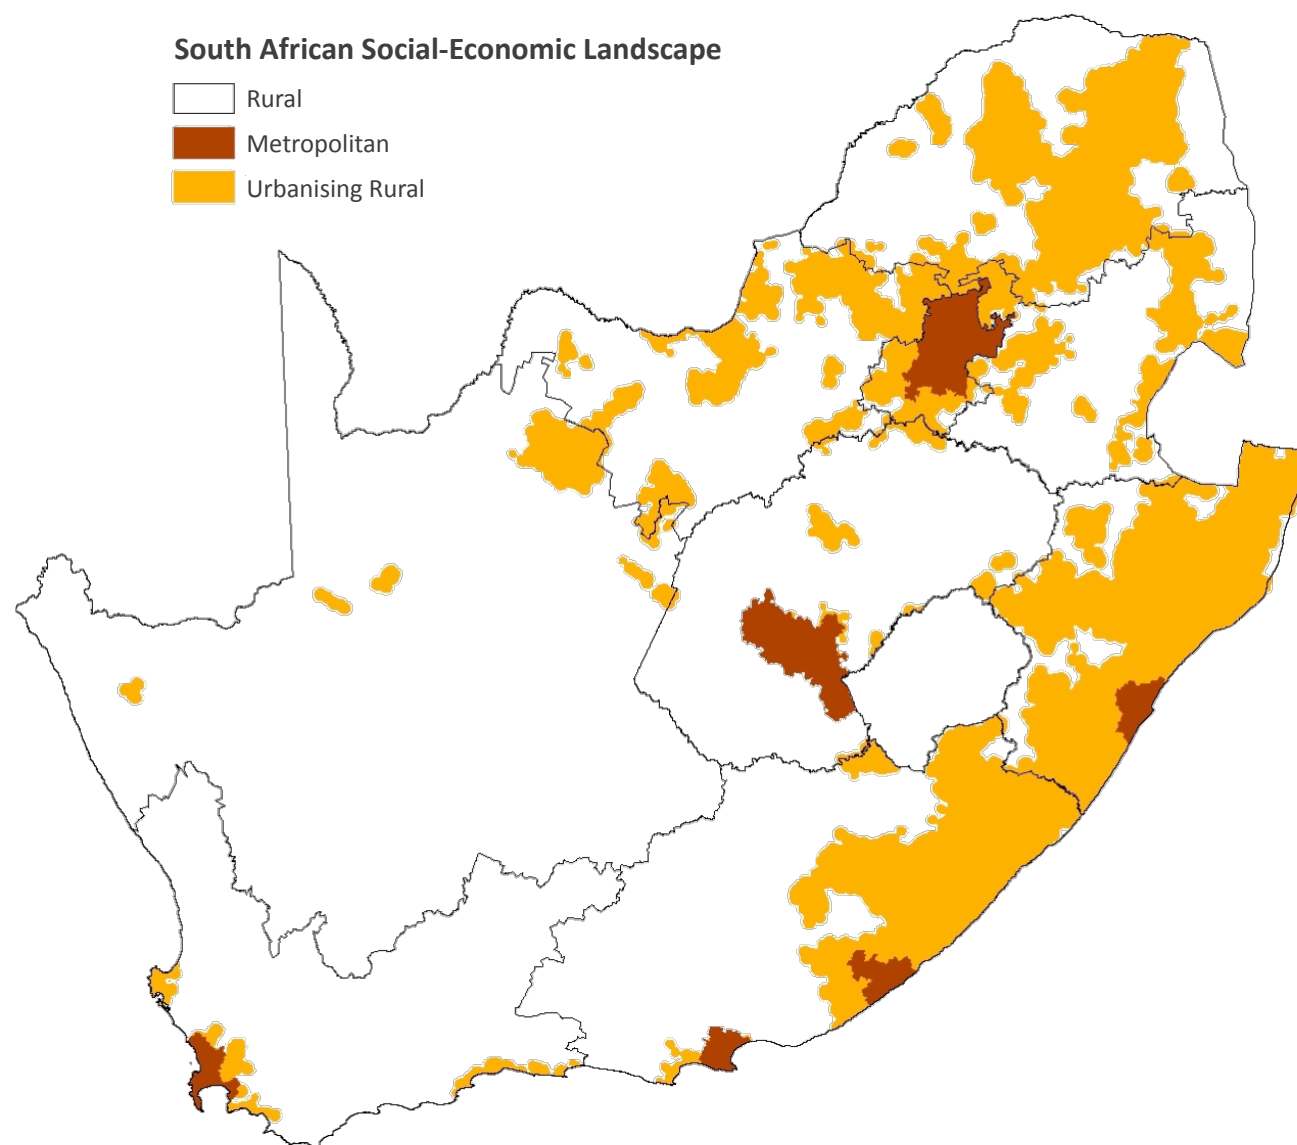 South African Social-Economic Landscape
Rural
Metropolitan
Urbanising Rural